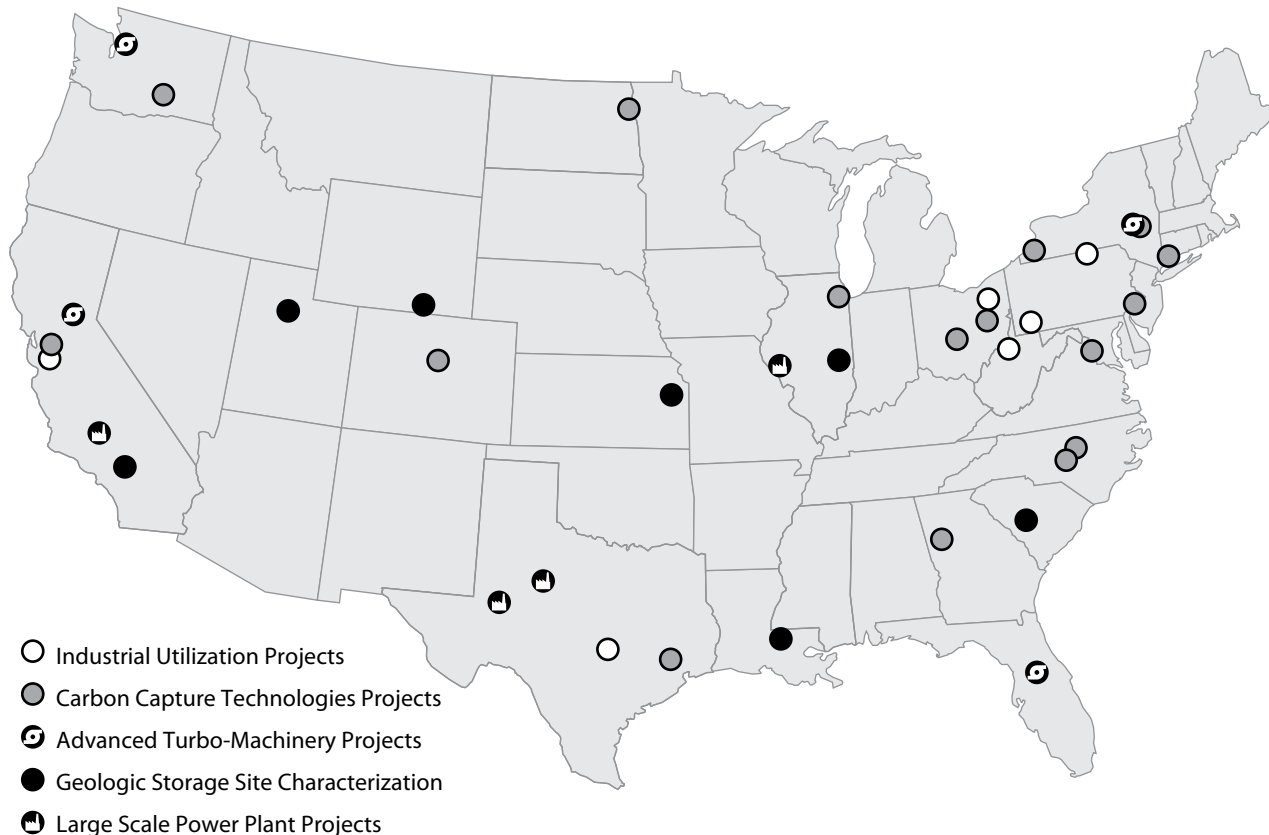 Industrial Utilization Projects
Carbon Capture Technologies Projects
Advanced Turbo-Machinery Projects
Geologic Storage Site Characterization
Large Scale Power Plant Projects